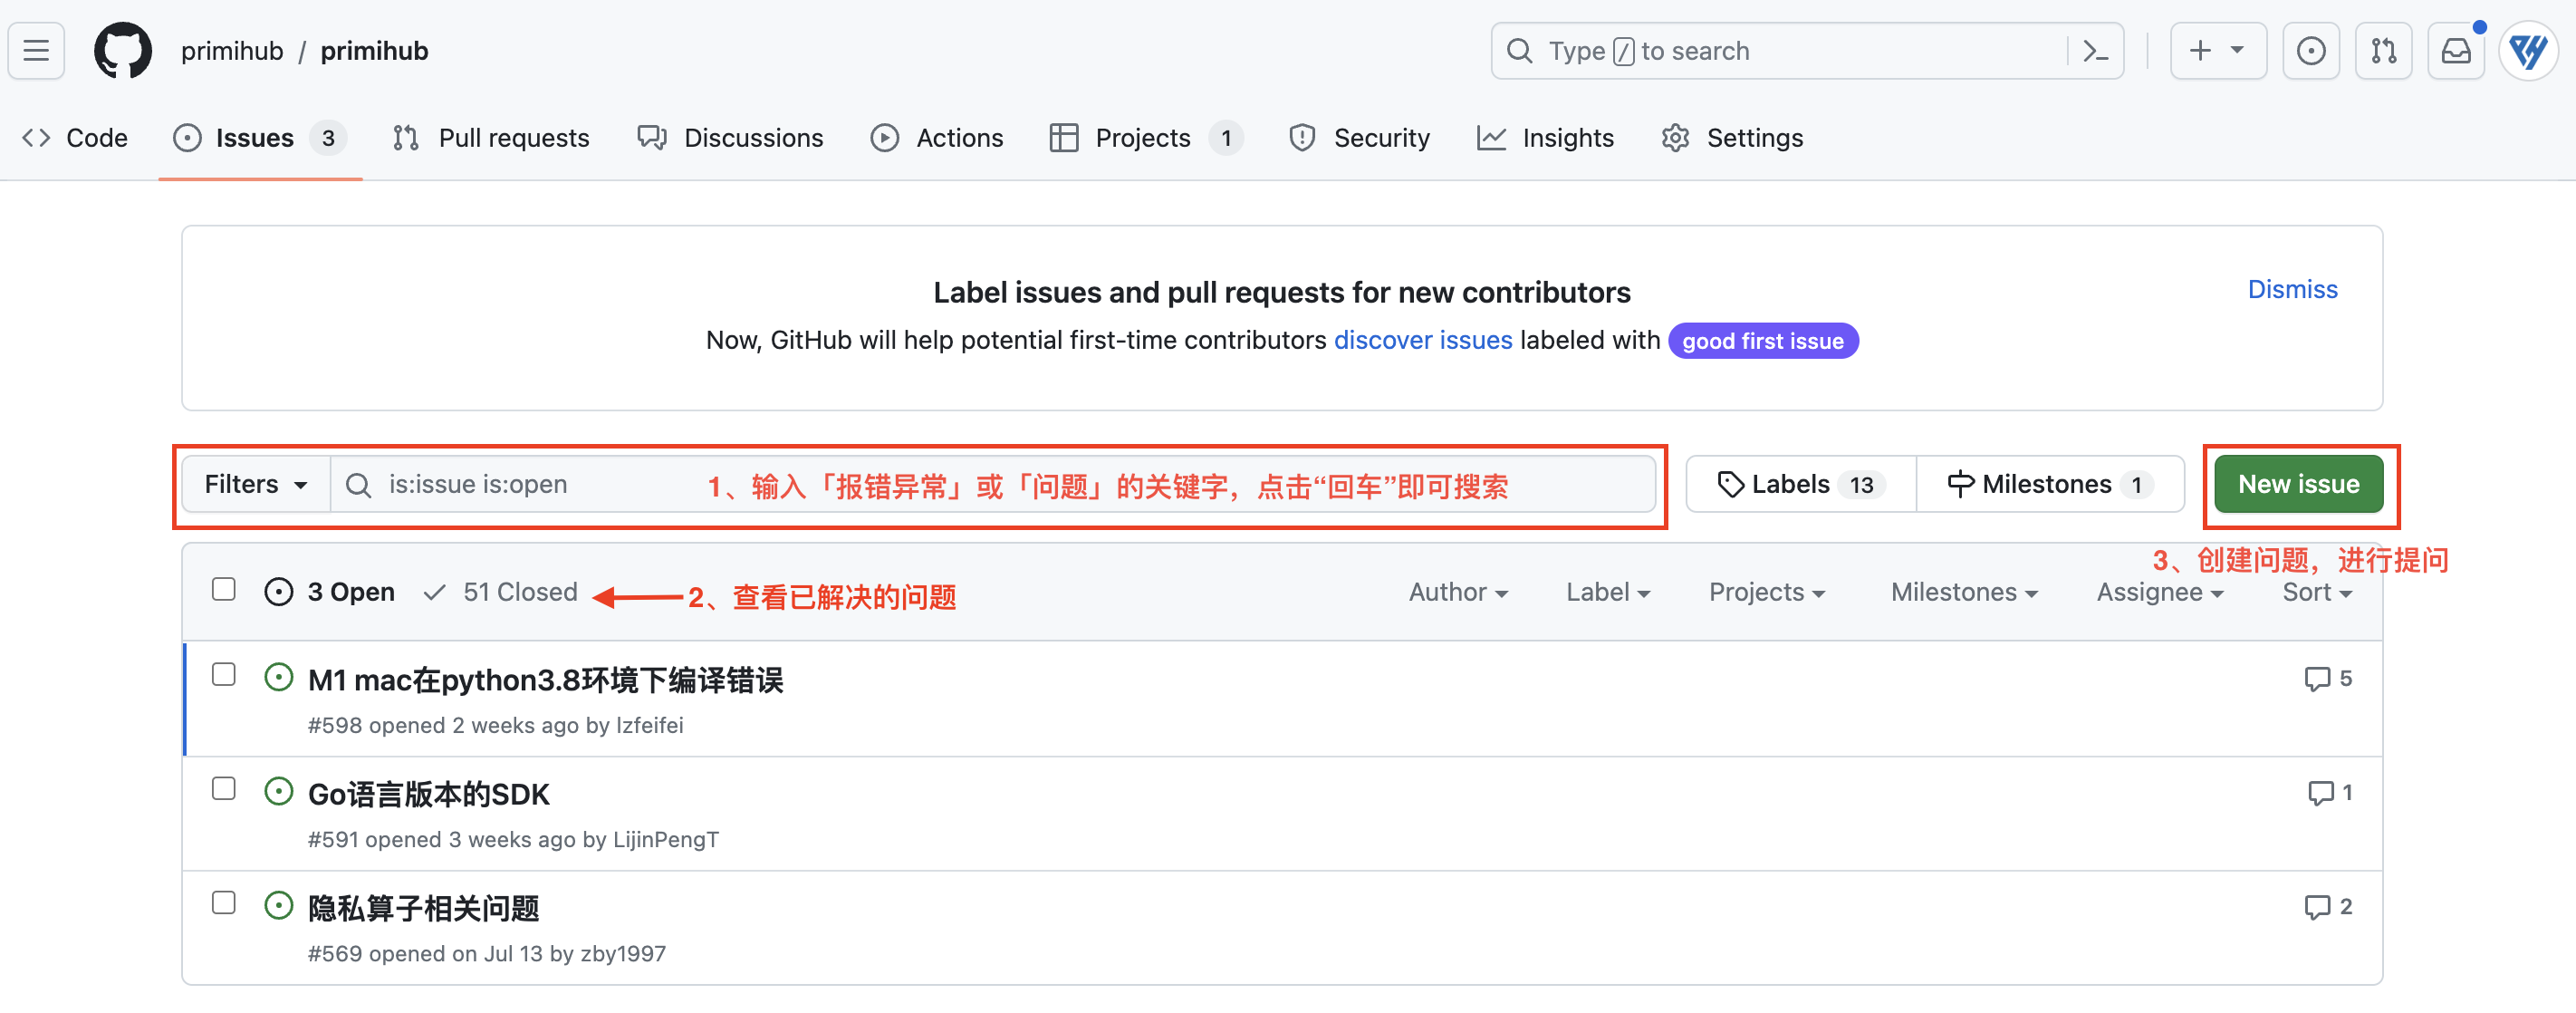 primihub / primihub
Type / to search
Code
Issues 3
Pull requests
Discussions
Actions
Projects 1
Security
Insights
Settings
Label issues and pull requests for new contributors
Dismiss
Now, GitHub will help potential first-time contributors discover issues labeled with good first issue
Filters
is:issue is:open
1、输入「报错异常」或「问题」的关键字，点击“回车”即可搜索
Labels 13
Milestones 1
New issue
3、创建问题，进行提问
3 Open
51 Closed
2、查看已解决的问题
Author
Label
Projects
Milestones
Assignee
Sort
M1 mac在python3.8环境下编译错误
5
#598 opened 2 weeks ago by lzfeifei
Go语言版本的SDK
1
#591 opened 3 weeks ago by LijinPengT
隐私算子相关问题
2
#569 opened on Jul 13 by zby1997